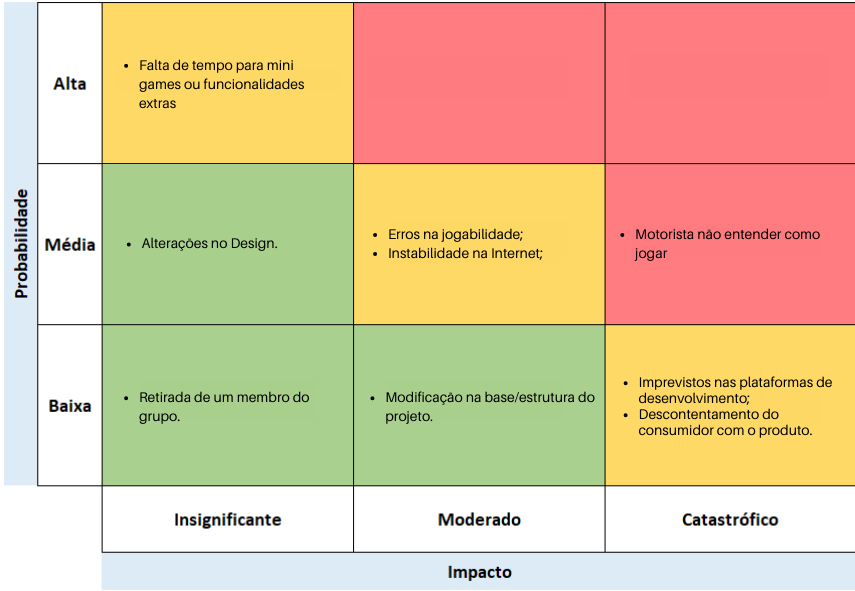 Probabilidade
Alta
• Falta de tempo para mini
games ou funcionalidades
extras
Média
• Alterações no Design.
• Erros na jogabilidade;
• Instabilidade na Internet;
• Motorista não entender como
jogar
Baixa
• Retirada de um membro do
grupo.
• Modificação na base/estrutura do
projeto.
• Imprevistos nas plataformas de
desenvolvimento;
• Descontentamento do
consumidor com o produto.
Insignificante
Moderado
Catastrófico
Impacto